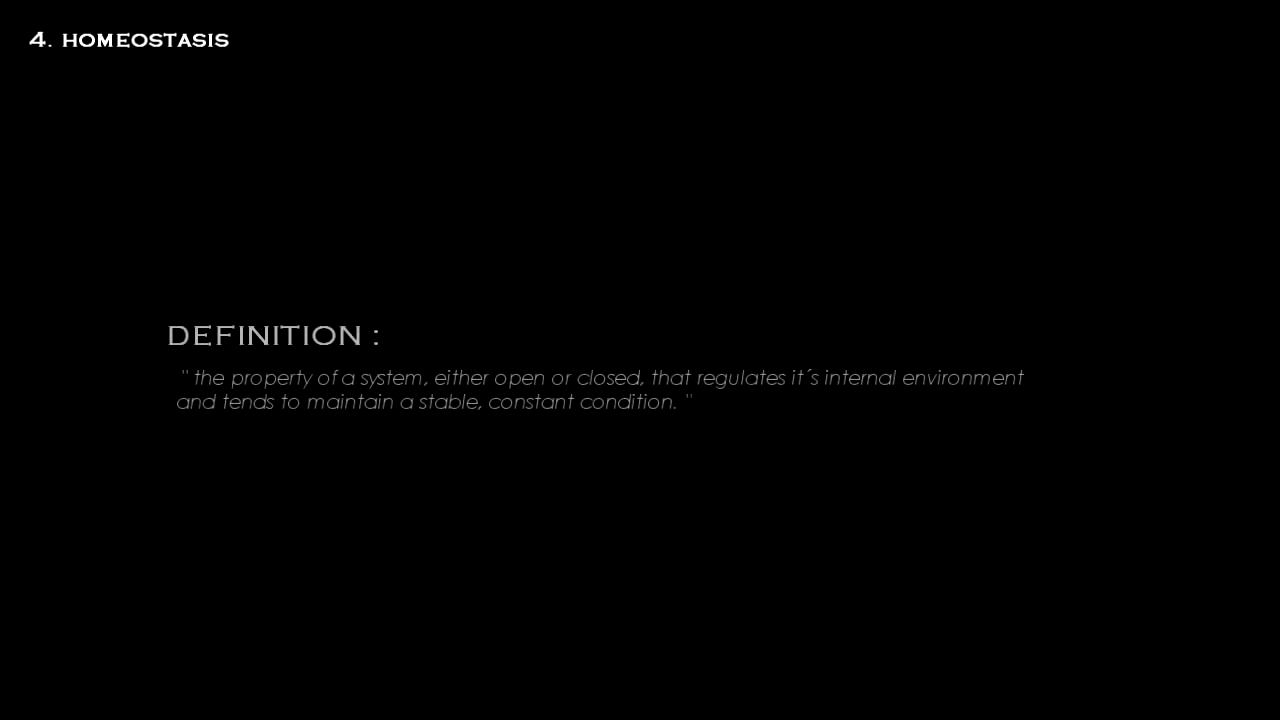 4. HOMEOSTASIS
DEFINITION :
" the property of a system, either open or closed, that regulates it´s internal environment
and tends to maintain a stable, constant condition. "